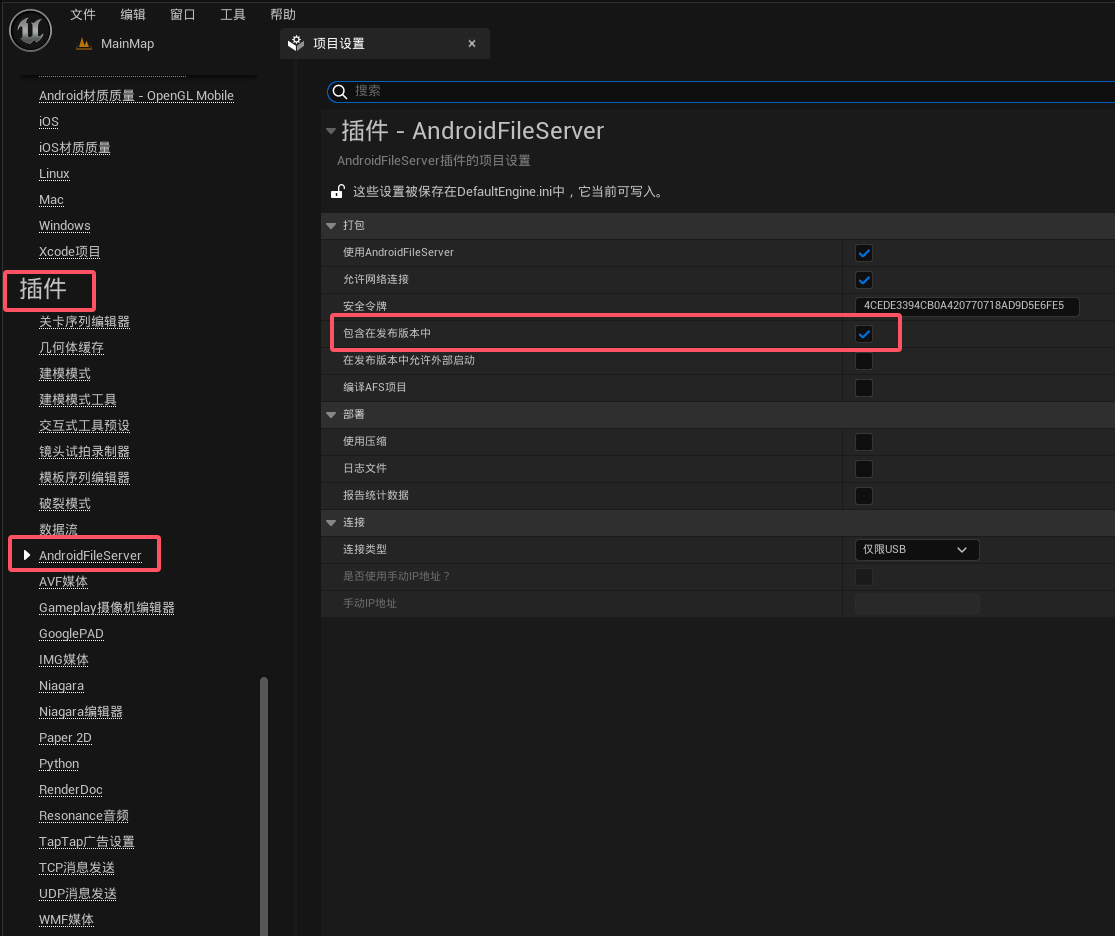 文件 编辑 窗口 工具 帮助
MainMap 项目设置
Android材质质量 - OpenGL Mobile
iOS
iOS材质质量
Linux
Mac
Windows
Xcode项目
插件
关卡序列编辑器
几何体缓存
建模模式
建模模式工具
交互式工具预设
镜头试拍录制器
模板序列编辑器
破裂模式
数据流
AndroidFileServer
AVF媒体
Gameplay摄像机编辑器
GooglePAD
IMG媒体
Niagara
Niagara编辑器
Paper 2D
Python
RenderDoc
Resonance音频
TapTap广告设置
TCP消息发送
UDP消息发送
WMF媒体
搜索
插件 - AndroidFileServer
AndroidFileServer插件的项目设置
这些设置被保存在DefaultEngine.ini中，它当前可写入。
打包
使用AndroidFileServer
允许网络连接
安全令牌 4CEDE3394CB0A420770718AD9D5E6FE5
包含在发布版本中
在发布版本中允许外部启动
编译AFS项目
部署
使用压缩
日志文件
报告统计数据
连接
连接类型 仅限USB
是否使用手动IP地址？
手动IP地址